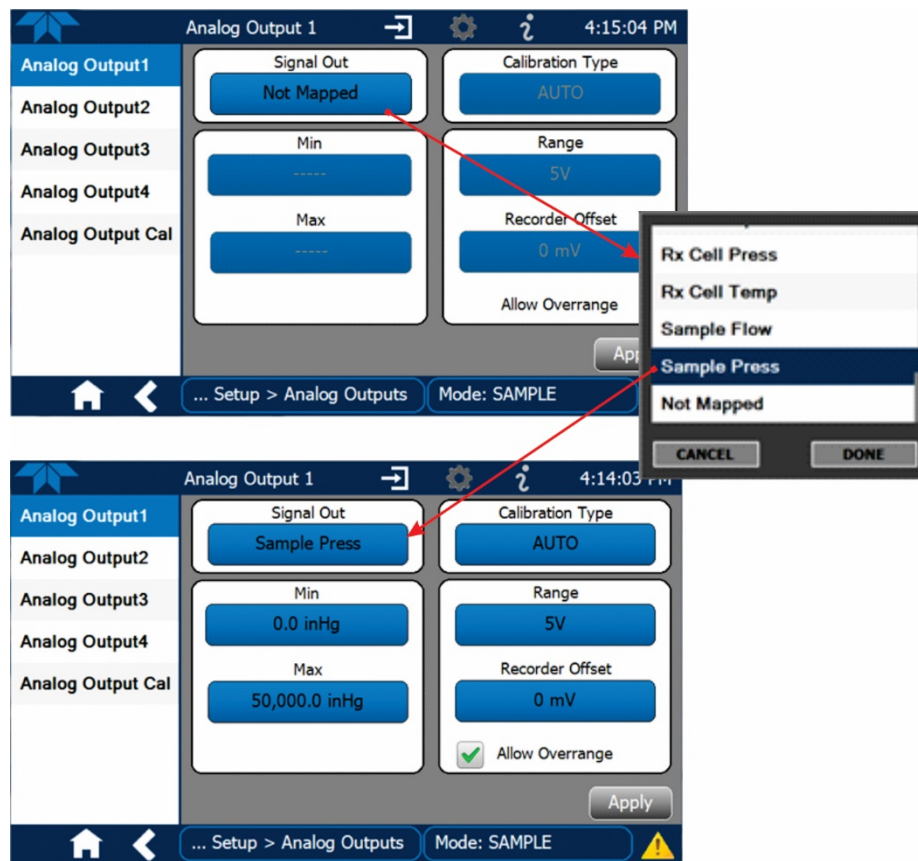 Analog Output 1
4:15:04 PM
Analog Output1
Analog Output2
Analog Output3
Analog Output4
Analog Output Cal
Signal Out
Not Mapped
Calibration Type
AUTO
Min
-----
Max
-----
Range
5V
Recorder Offset
0 mV
Allow Overrange
... Setup > Analog Outputs
Mode: SAMPLE
Rx Cell Press
Rx Cell Temp
Sample Flow
Sample Press
Not Mapped
CANCEL
DONE
Analog Output 1
4:14:03
Analog Output1
Analog Output2
Analog Output3
Analog Output4
Analog Output Cal
Signal Out
Sample Press
Calibration Type
AUTO
Min
0.0 inHg
Max
50,000.0 inHg
Range
5V
Recorder Offset
0 mV
Allow Overrange
Apply
... Setup > Analog Outputs
Mode: SAMPLE